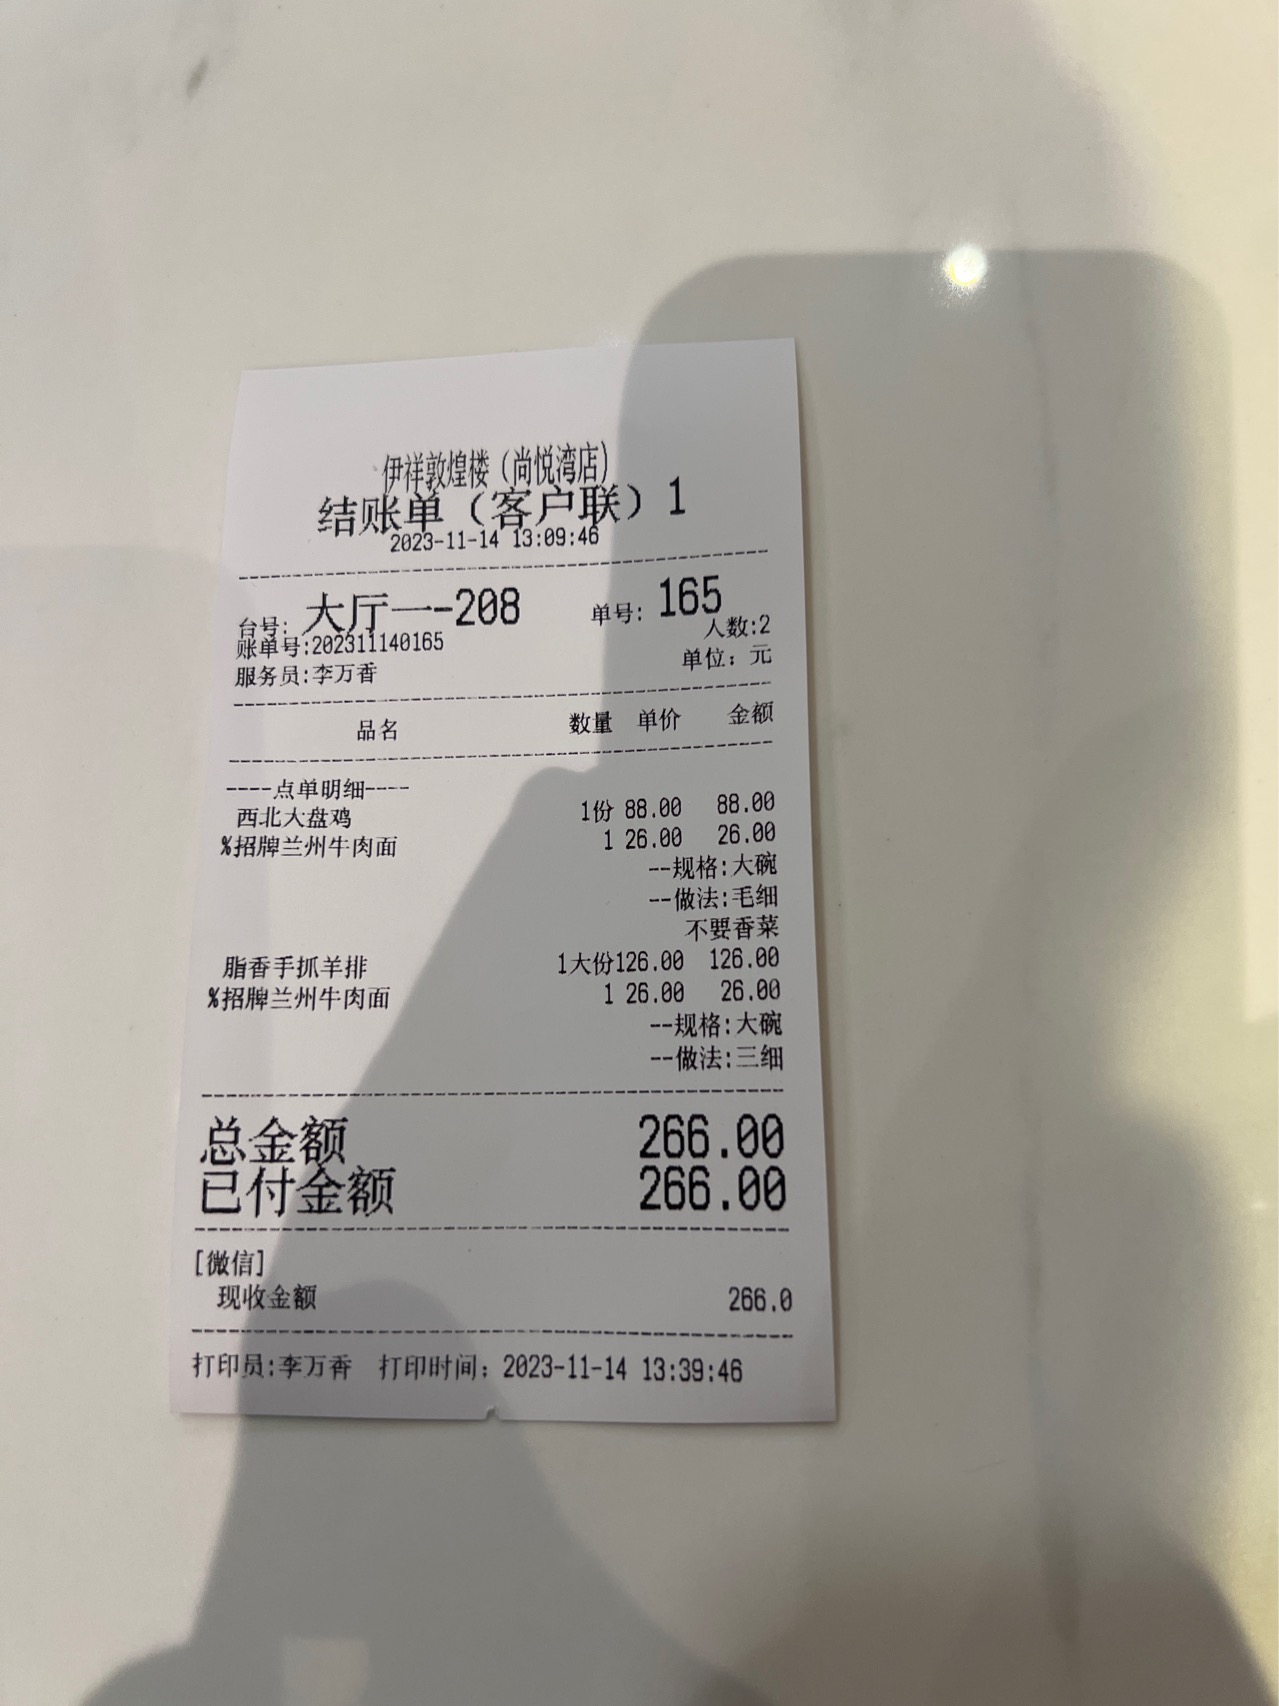 伊祥敦煌楼（尚悦湾店）
结账单（客户联）1
2023-11-14 13:09:46
台号: 大厅一-208 单号: 165
账单号:202311140165 人数:2
服务员:李万香 单位：元
品名 数量 单价 金额
----点单明细----
西北大盘鸡 1份 88.00 88.00
%招牌兰州牛肉面 1 26.00 26.00
--规格:大碗
--做法:毛细
不要香菜
脂香手抓羊排 1大份126.00 126.00
%招牌兰州牛肉面 1 26.00 26.00
--规格:大碗
--做法:三细
总金额 266.00
已付金额 266.00
[微信]
现收金额 266.0
打印员:李万香 打印时间：2023-11-14 13:39:46